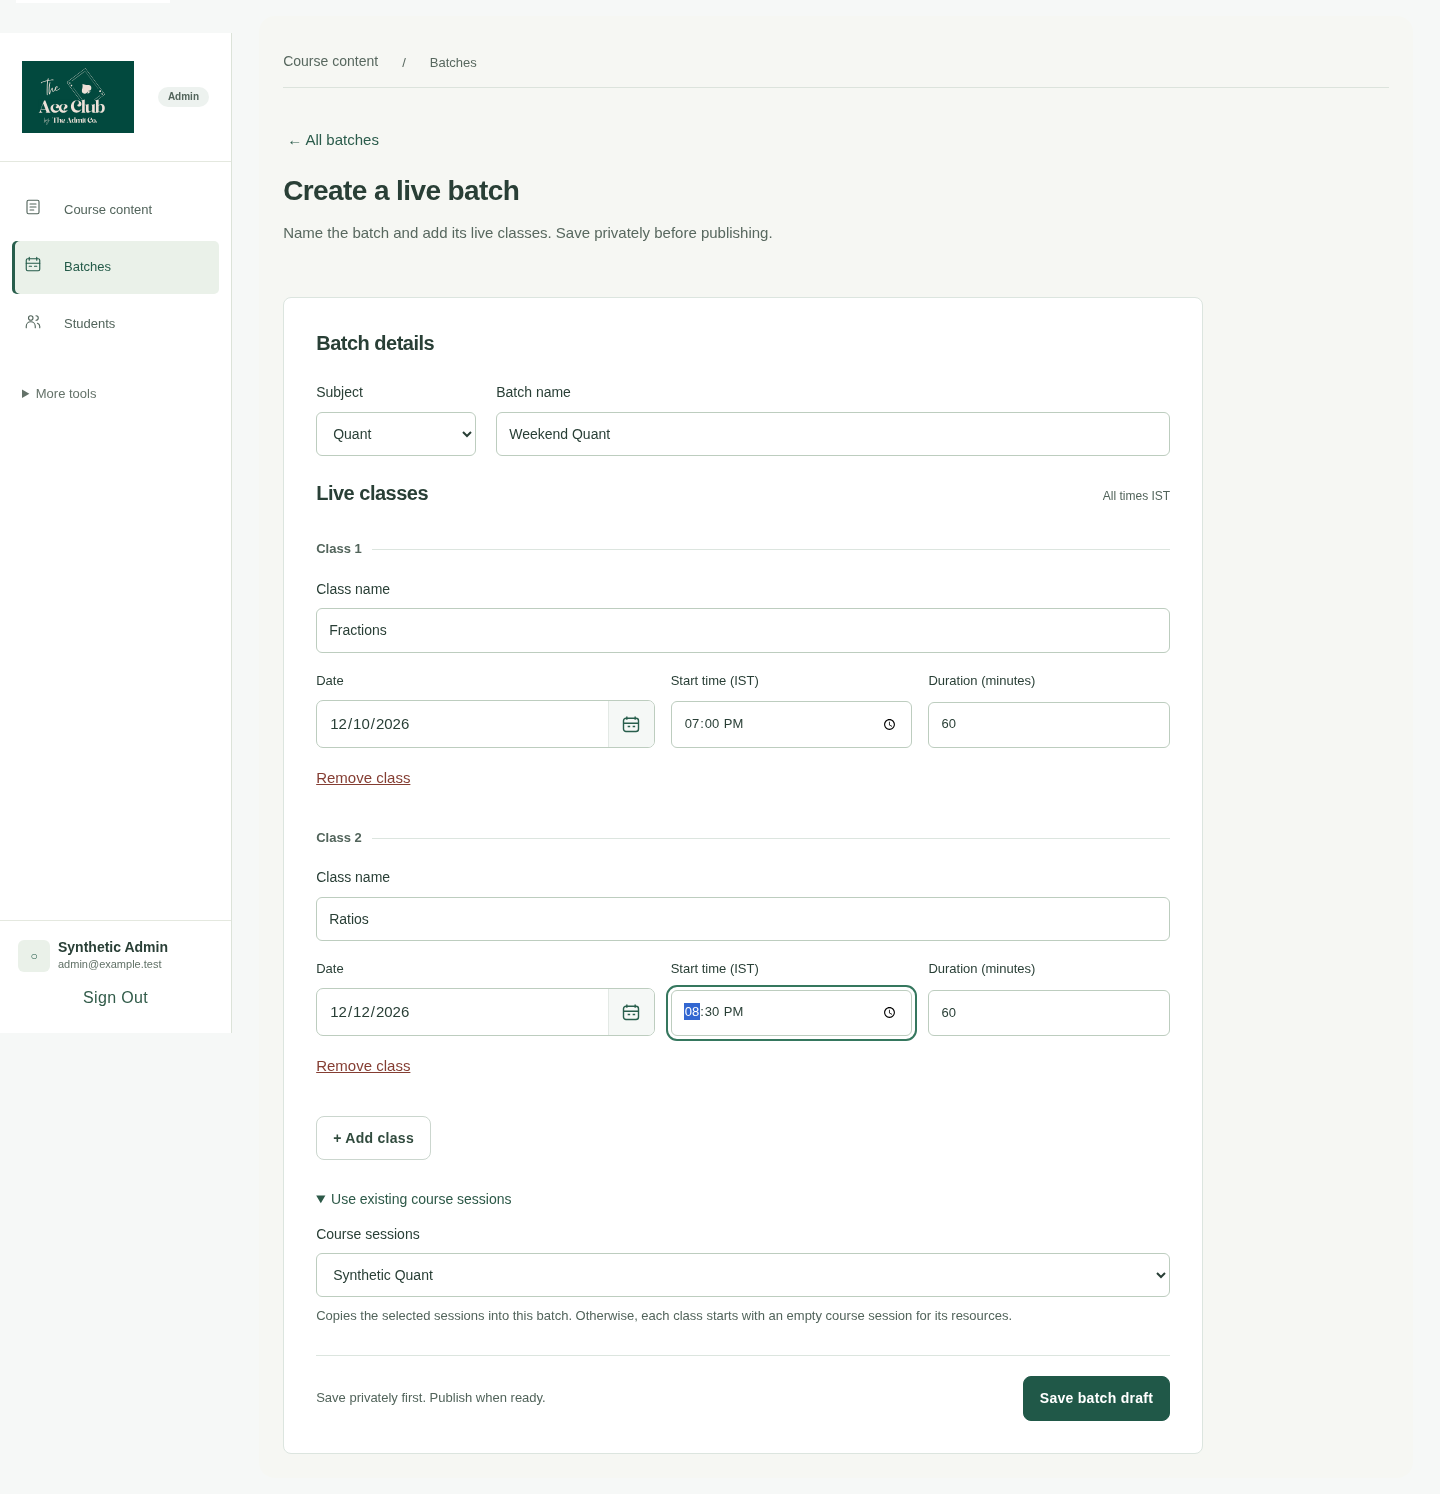 The
Ace Club
by The Admit Co.
Admin
Course content
Batches
Students
▶ More tools
Synthetic Admin
admin@example.test
Sign Out
Course content / Batches
← All batches
Create a live batch
Name the batch and add its live classes. Save privately before publishing.
Batch details
Subject Batch name
Quant Weekend Quant
Live classes All times IST
Class 1
Class name
Fractions
Date Start time (IST) Duration (minutes)
12/10/2026 07:00 PM 60
Remove class
Class 2
Class name
Ratios
Date Start time (IST) Duration (minutes)
12/12/2026 08:30 PM 60
Remove class
+ Add class
▼ Use existing course sessions
Course sessions
Synthetic Quant
Copies the selected sessions into this batch. Otherwise, each class starts with an empty course session for its resources.
Save privately first. Publish when ready. Save batch draft